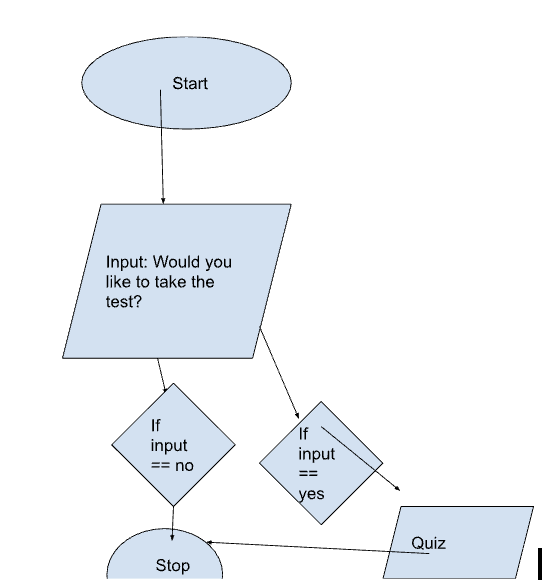 Start
Input: Would you
like to take the
test?
If
input
== no
If
input
==
yes
Quiz
Stop